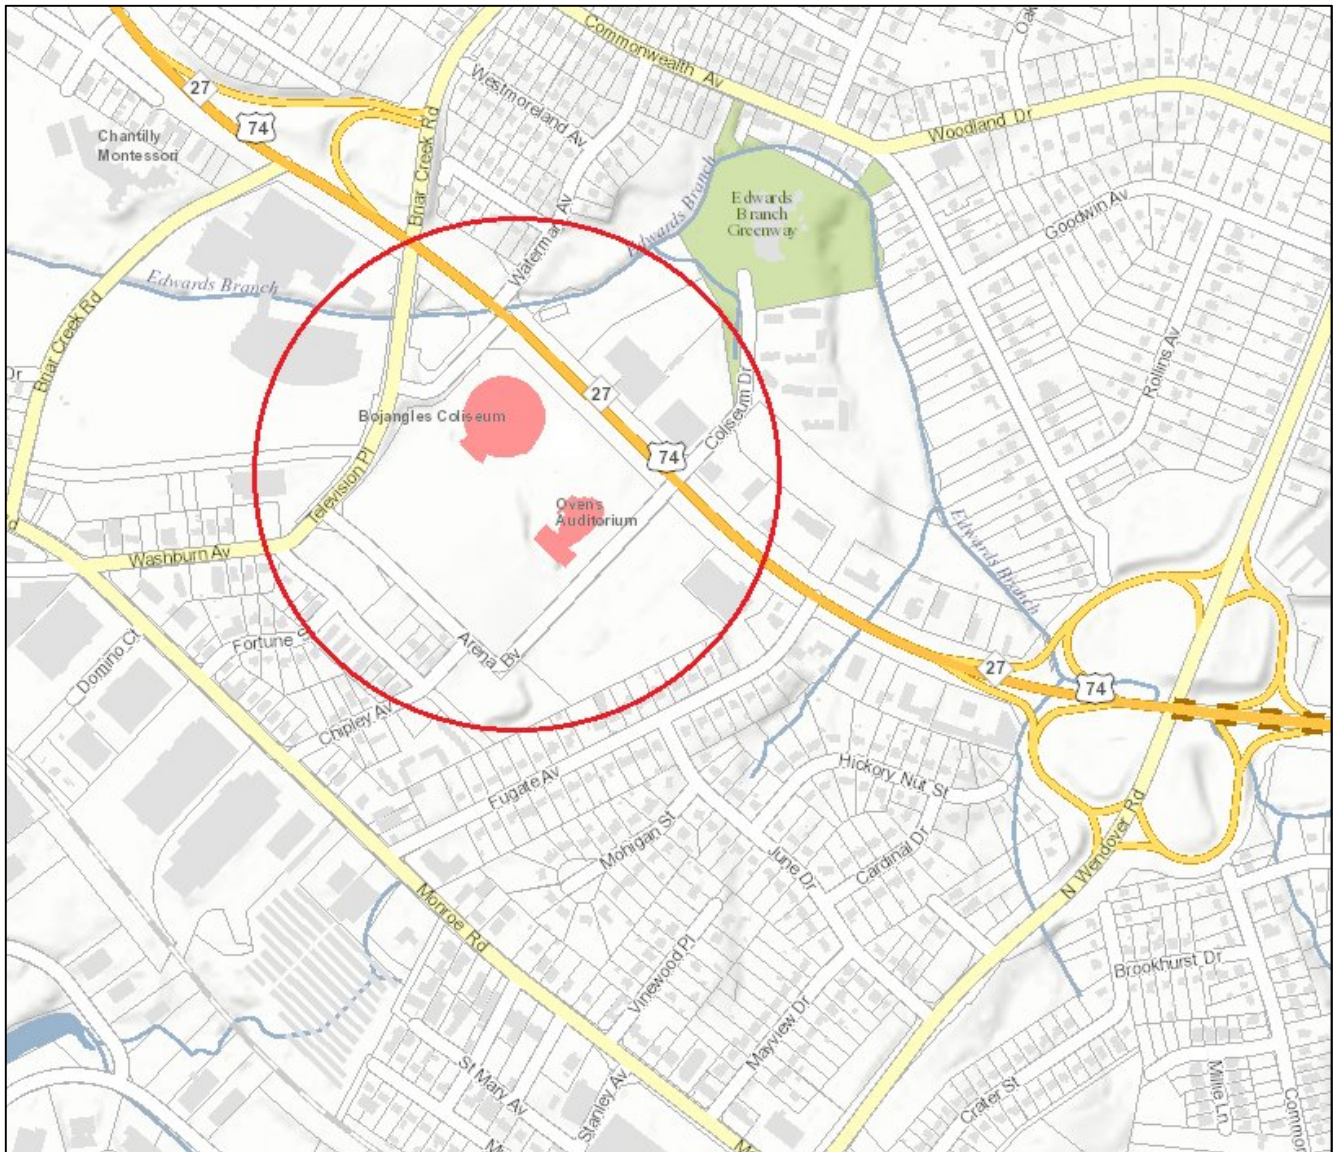 Commonwealth Av
Oak
27
74
Westmoreland Av
Briar Creek Rd
Woodland Dr
Chantilly
Montessori
Edwards Branch
Edwards
Branch
Greenway
Goodwin Av
Waterman Av
Edwards Branch
Briar Creek Rd
Rollins Av
Dr
27
Bojangles Coliseum
Coliseum Dr
74
Television Pl
Ovens
Auditorium
Edwards Branch
Washburn Av
Fortune S
Domino Ct
Arena Bv
27
74
Chipley Av
Fugate Av
Hickory Nut St
Mohigan St
June Dr
Cardinal Dr
N Wendover Rd
Monroe Rd
Vinewood Pl
Brookhurst Dr
Mayview Dr
St Mary Av
Stanley Av
Crater St
Millie Ln
Common